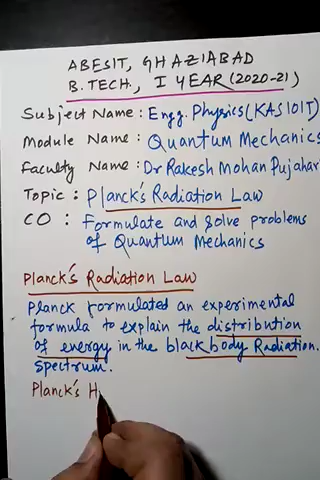 ABESIT, GHAZIABAD
B.TECH., I YEAR (2020-21)
Subject Name: Engg. Physics (KAS101T)
Module Name: Quantum Mechanics
Faculty Name: Dr Rakesh Mohan Pujahari
Topic: Planck's Radiation Law
CO: Formulate and solve problems
of Quantum Mechanics
Planck's Radiation Law
Planck formulated an experimental
formula to explain the distribution
of energy in the blackbody Radiation
Spectrum.
Planck's H